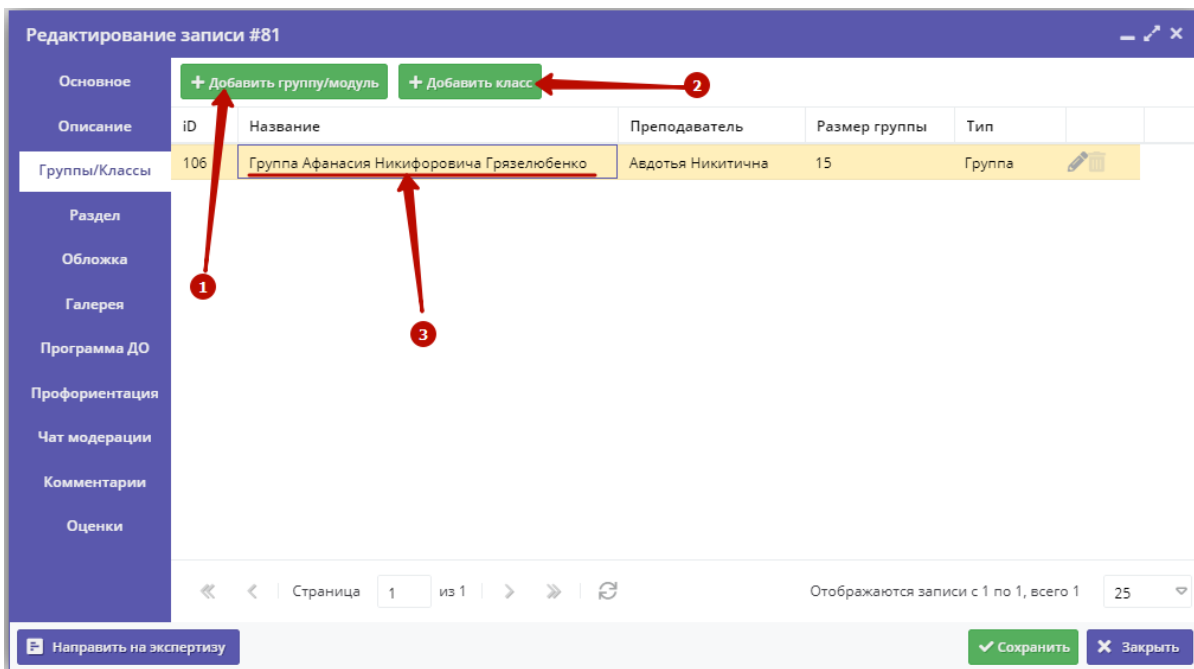 Редактирование записи #81
Основное
Описание
Группы/Классы
Раздел
Обложка
Галерея
Программа ДО
Профориентация
Чат модерации
Комментарии
Оценки
+ Добавить группу/модуль + Добавить класс 2
iD Название Преподаватель Размер группы Тип
106 Группа Афанасия Никифоровича Грязелюбенко Авдотья Никитична 15 Группа
1
3
Страница 1 из 1 Отображаются записи с 1 по 1, всего 1 25
Направить на экспертизу Сохранить Закрыть